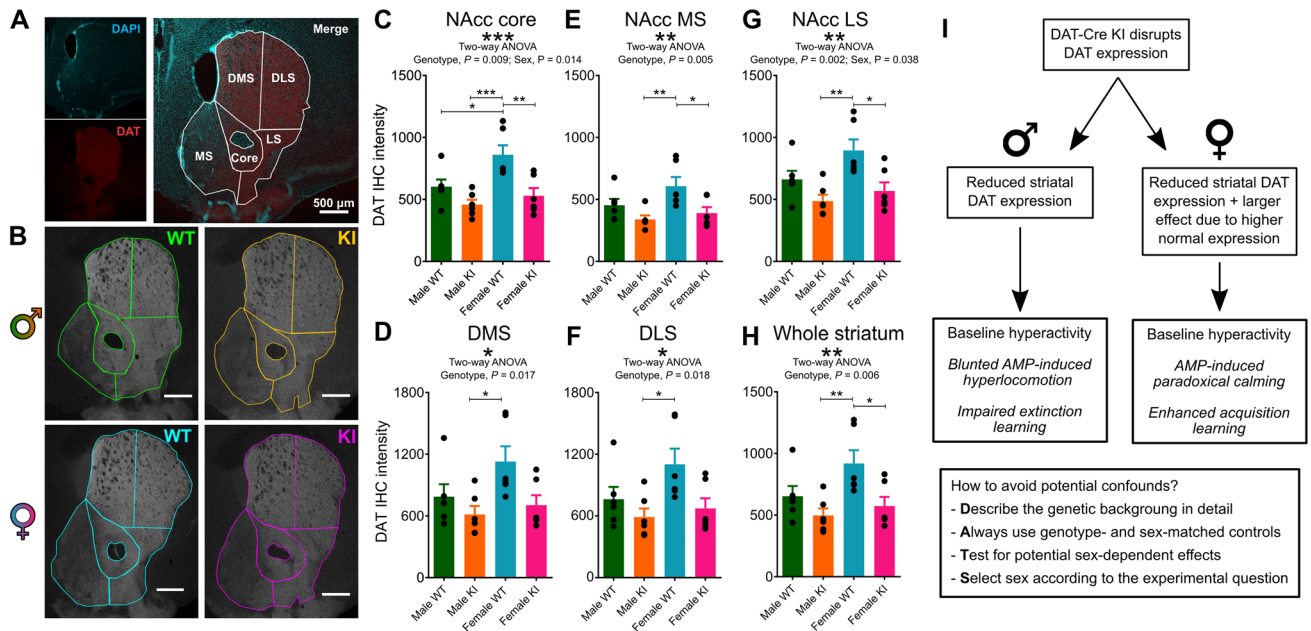 A
DAPI
DAT
Merge
DMS
DLS
MS
Core
LS
500 µm
B
WT
KI
WT
KI
C
NAcc core
***
Two-way ANOVA
Genotype, P = 0.009; Sex, P = 0.014
DAT IHC intensity
1500
1000
500
0
***
*
**
Male WT
Male KI
Female WT
Female KI
E
NAcc MS
**
Two-way ANOVA
Genotype, P = 0.005
1500
1000
500
0
**
*
Male WT
Male KI
Female WT
Female KI
G
NAcc LS
**
Two-way ANOVA
Genotype, P = 0.002; Sex, P = 0.038
1500
1000
500
0
**
*
Male WT
Male KI
Female WT
Female KI
D
DMS
*
Two-way ANOVA
Genotype, P = 0.017
DAT IHC intensity
1800
1200
600
0
*
Male WT
Male KI
Female WT
Female KI
F
DLS
*
Two-way ANOVA
Genotype, P = 0.018
1800
1200
600
0
*
Male WT
Male KI
Female WT
Female KI
H
Whole striatum
**
Two-way ANOVA
Genotype, P = 0.006
1500
1000
500
0
**
*
Male WT
Male KI
Female WT
Female KI
I
DAT-Cre KI disrupts
DAT expression
♂
♀
Reduced striatal
DAT expression
Reduced striatal DAT
expression + larger
effect due to higher
normal expression
Baseline hyperactivity
Blunted AMP-induced
hyperlocomotion
Impaired extinction
learning
Baseline hyperactivity
AMP-induced
paradoxical calming
Enhanced acquisition
learning
How to avoid potential confounds?
- Describe the genetic backgroung in detail
- Always use genotype- and sex-matched controls
- Test for potential sex-dependent effects
- Select sex according to the experimental question